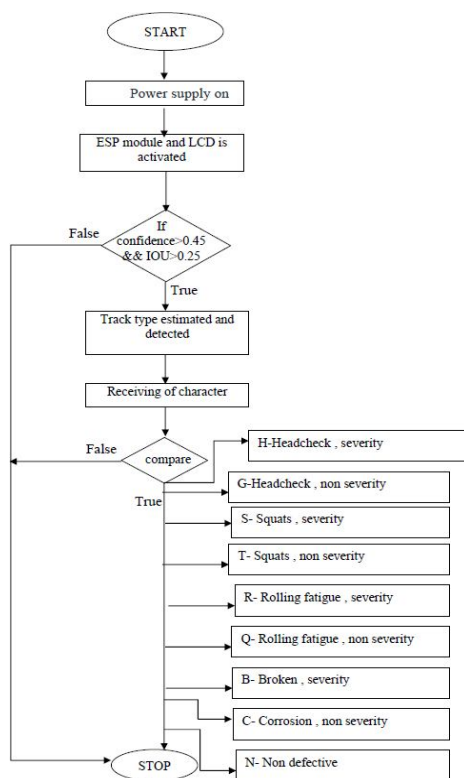 START
Power supply on
ESP module and LCD is
activated
False
If
confidence>0.45
&& IOU>0.25
True
Track type estimated and
detected
Receiving of character
False
compare
True
H-Headcheck , severity
G-Headcheck , non severity
S- Squats , severity
T- Squats , non severity
R- Rolling fatigue , severity
Q- Rolling fatigue , non severity
B- Broken , severity
C- Corrosion , non severity
N- Non defective
STOP